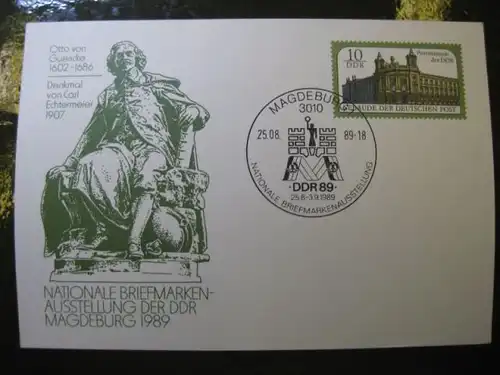 Otto von
Guericke
1602-1686
Denkmal
von Carl
Echtermeier
1907
NATIONALE BRIEFMARKEN-
AUSSTELLUNG DER DDR
MAGDEBURG 1989
MAGDEBURG
3010
25.08. 89-18
DDR 89
25.8.-3.9.1989
NATIONALE BRIEFMARKENAUSSTELLUNG
10
DDR
Postmuseum
der DDR
GEBÄUDE DER DEUTSCHEN POST